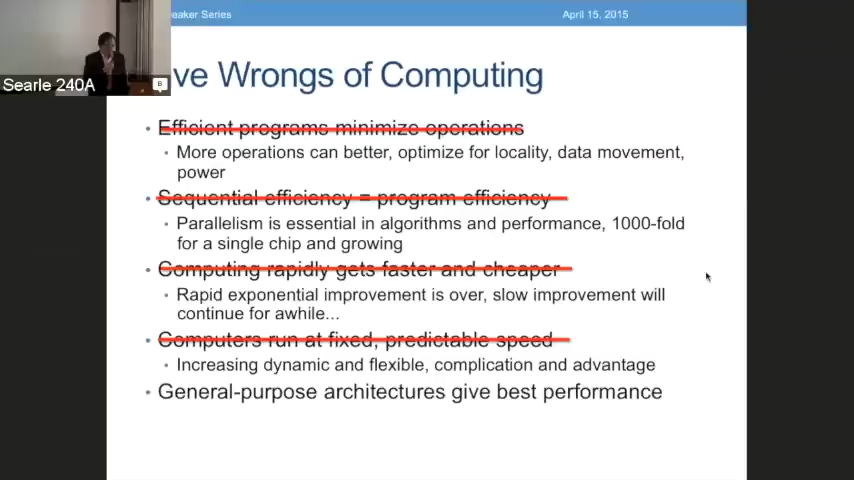 eaker Series
April 15, 2015
Searle 240A
B
ve Wrongs of Computing
• Efficient programs minimize operations
• More operations can better, optimize for locality, data movement,
power
• Sequential efficiency = program efficiency
• Parallelism is essential in algorithms and performance, 1000-fold
for a single chip and growing
• Computing rapidly gets faster and cheaper
• Rapid exponential improvement is over, slow improvement will
continue for awhile...
• Computers run at fixed, predictable speed
• Increasing dynamic and flexible, complication and advantage
• General-purpose architectures give best performance